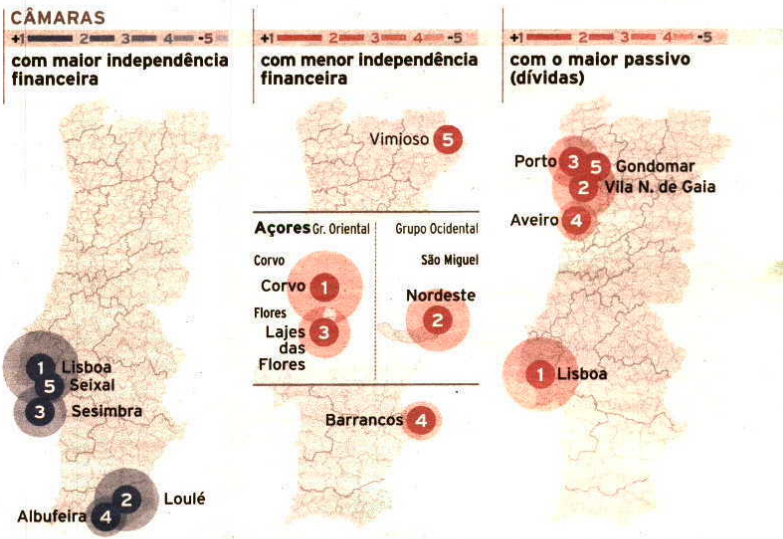 CÂMARAS
+1 2 3 4 -5
com maior independência
financeira
1 Lisboa
5 Seixal
3 Sesimbra
2 Loulé
Albufeira 4
+1 2 3 4 -5
com menor independência
financeira
Vimioso 5
Açores Gr. Oriental
Corvo
Corvo 1
Flores
Lajes 3
das
Flores
Grupo Ocidental
São Miguel
Nordeste
2
Barrancos 4
+1 2 3 4 -5
com o maior passivo
(dívidas)
Porto 3
5 Gondomar
2 Vila N. de Gaia
Aveiro 4
1 Lisboa